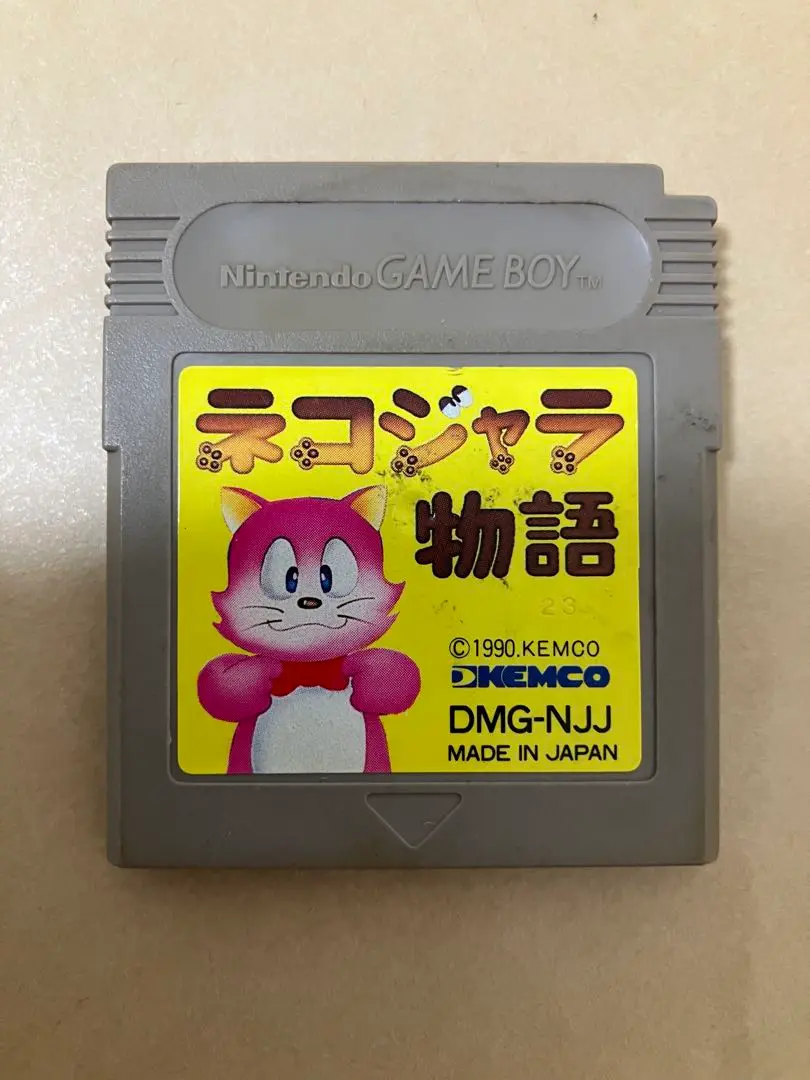 Nintendo GAME BOY™
ネコジャラ
物語
23
©1990.KEMCO
KEMCO
DMG-NJJ
MADE IN JAPAN